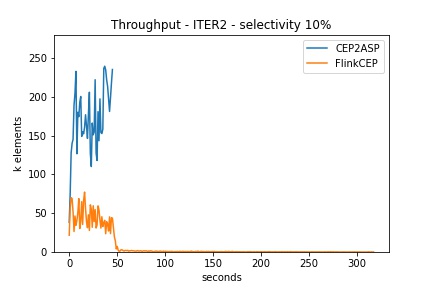 Throughput - ITER2 - selectivity 10%
CEP2ASP
FlinkCEP
250
200
150
100
50
0
k elements
0 50 100 150 200 250 300
seconds